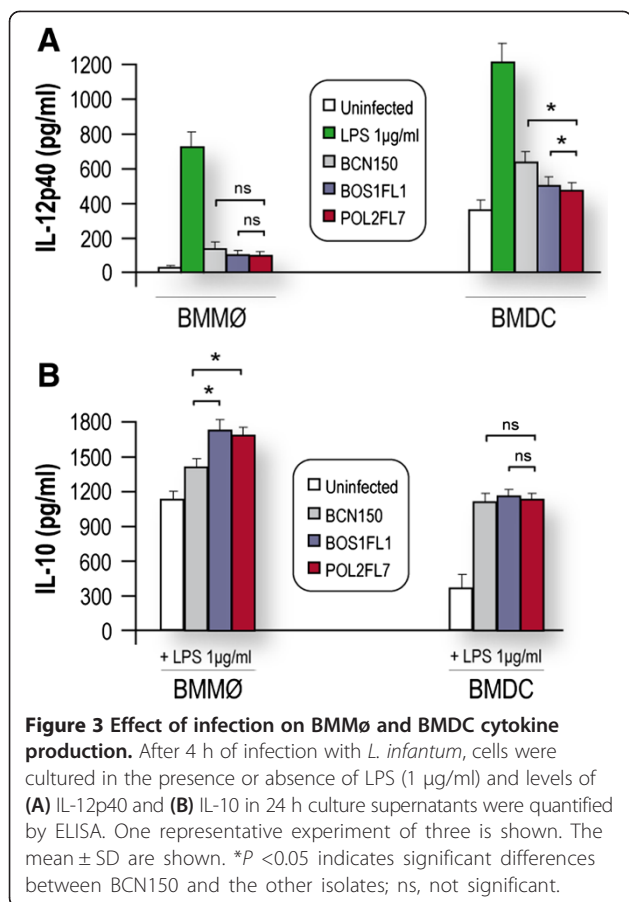 A
IL-12p40 (pg/ml)
1200
1000
800
600
400
200
0
Uninfected
LPS 1µg/ml
BCN150
BOS1FL1
POL2FL7
ns
ns
*
*
BMMØ
BMDC
B
IL-10 (pg/ml)
1800
1500
1200
900
600
300
0
*
*
Uninfected
BCN150
BOS1FL1
POL2FL7
ns
ns
+ LPS 1µg/ml
+ LPS 1µg/ml
BMMØ
BMDC
Figure 3 Effect of infection on BMMø and BMDC cytokine
production. After 4 h of infection with L. infantum, cells were
cultured in the presence or absence of LPS (1 µg/ml) and levels of
(A) IL-12p40 and (B) IL-10 in 24 h culture supernatants were quantified
by ELISA. One representative experiment of three is shown. The
mean ± SD are shown. *P <0.05 indicates significant differences
between BCN150 and the other isolates; ns, not significant.